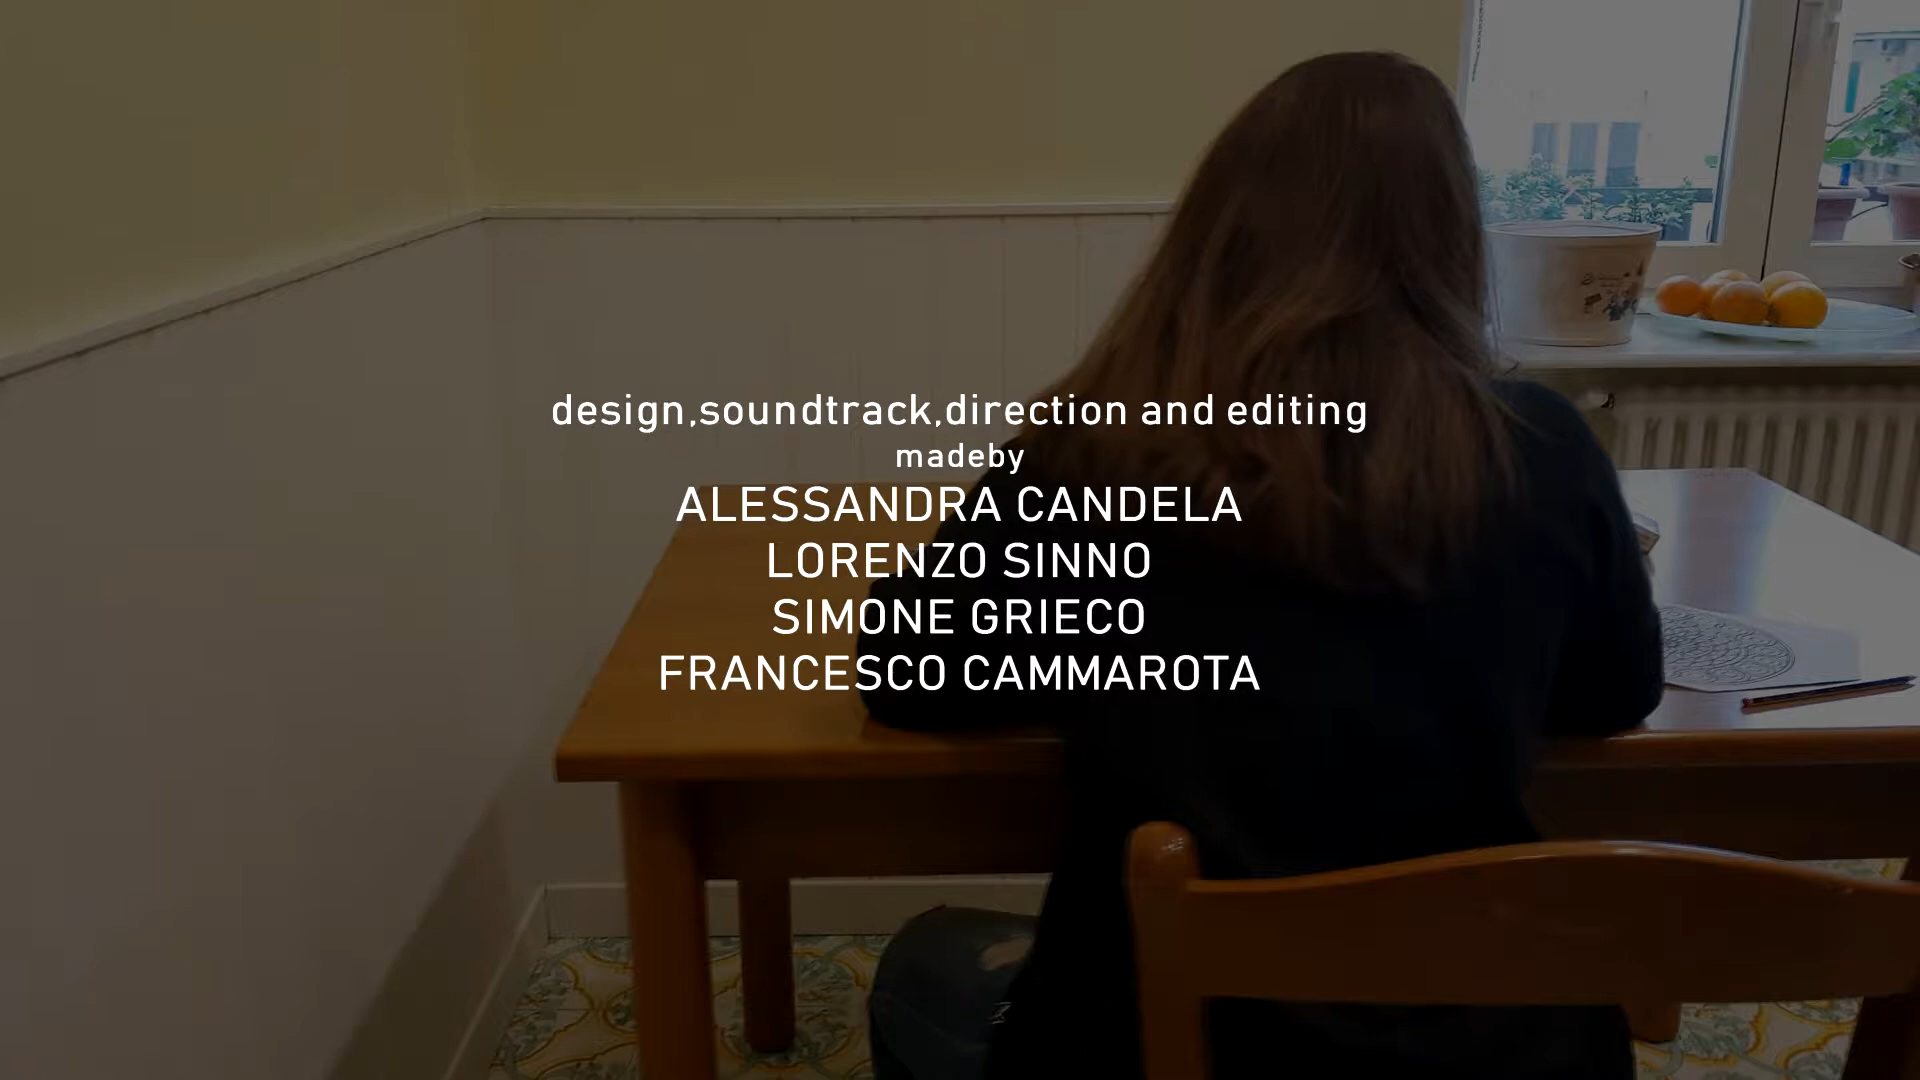 design,soundtrack,direction and editing
madeby
ALESSANDRA CANDELA
LORENZO SINNO
SIMONE GRIECO
FRANCESCO CAMMAROTA